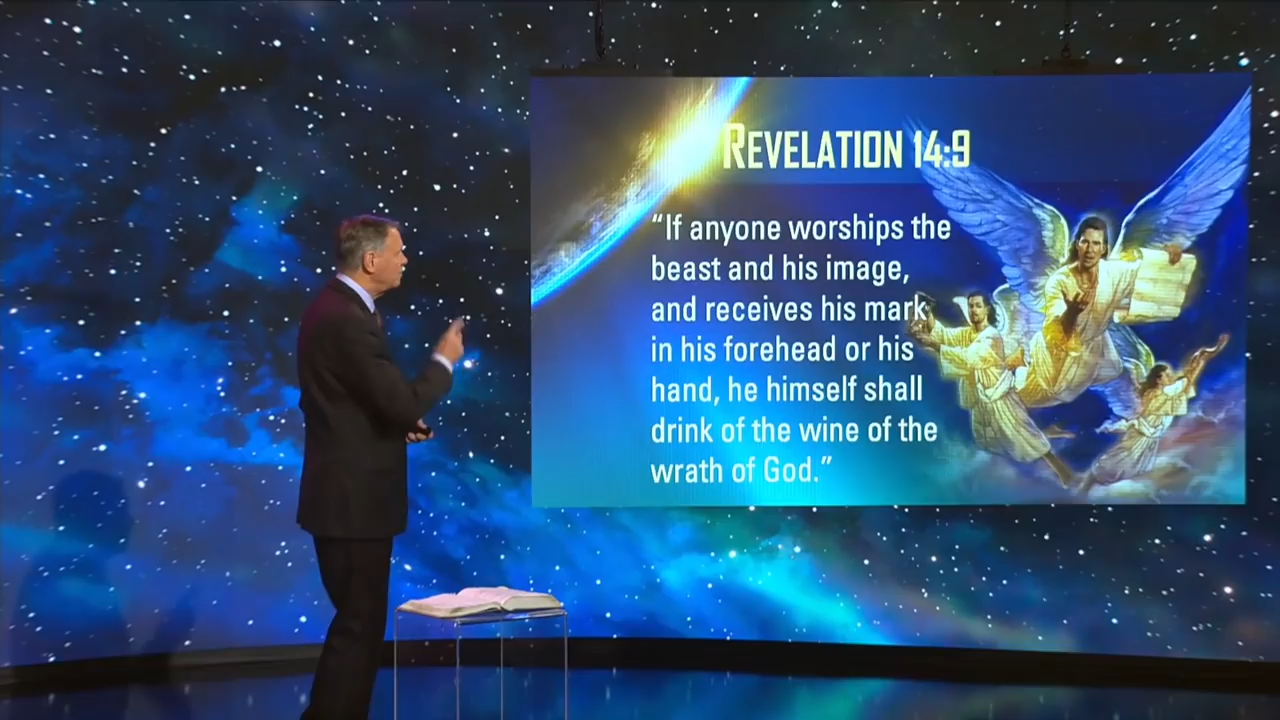 REVELATION 14:9
“If anyone worships the
beast and his image,
and receives his mark
in his forehead or his
hand, he himself shall
drink of the wine of the
wrath of God.”